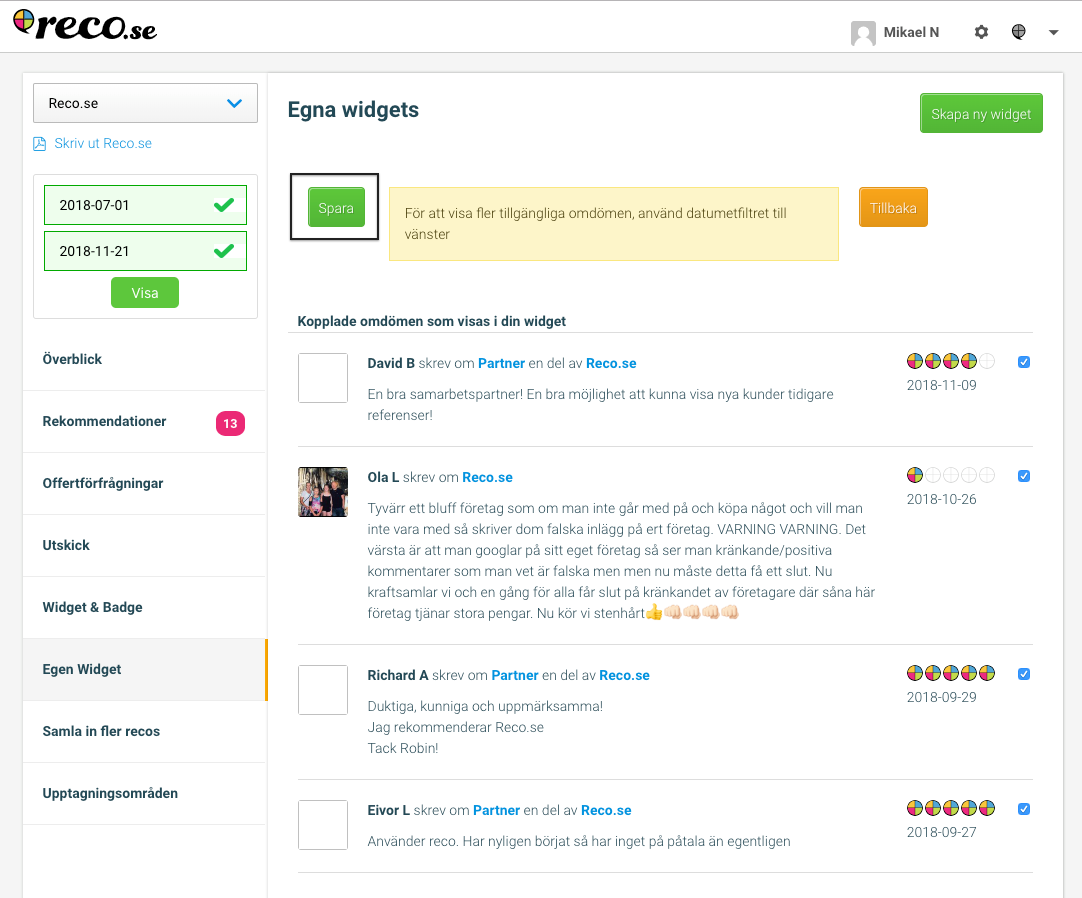 reco.se
Mikael N
Reco.se
Skriv ut Reco.se
2018-07-01
2018-11-21
Visa
Överblick
Rekommendationer 13
Offertförfrågningar
Utskick
Widget & Badge
Egen Widget
Samla in fler recos
Upptagningsområden
Egna widgets
Skapa ny widget
Spara
För att visa fler tillgängliga omdömen, använd datumetfiltret till
vänster
Tillbaka
Kopplade omdömen som visas i din widget
David B skrev om Partner en del av Reco.se
2018-11-09
En bra samarbetspartner! En bra möjlighet att kunna visa nya kunder tidigare
referenser!
Ola L skrev om Reco.se
2018-10-26
Tyvärr ett bluff företag som om man inte går med på och köpa något och vill man
inte vara med så skriver dom falska inlägg på ert företag. VARNING VARNING. Det
värsta är att man googlar på sitt eget företag så ser man kränkande/positiva
kommentarer som man vet är falska men men nu måste detta få ett slut. Nu
kraftsamlar vi och en gång för alla får slut på kränkandet av företagare där såna här
företag tjänar stora pengar. Nu kör vi stenhårt👍👊🏻👊🏻👊🏻👊🏻
Richard A skrev om Partner en del av Reco.se
2018-09-29
Duktiga, kunniga och uppmärksamma!
Jag rekommenderar Reco.se
Tack Robin!
Eivor L skrev om Partner en del av Reco.se
2018-09-27
Använder reco. Har nyligen börjat så har inget på påtala än egentligen